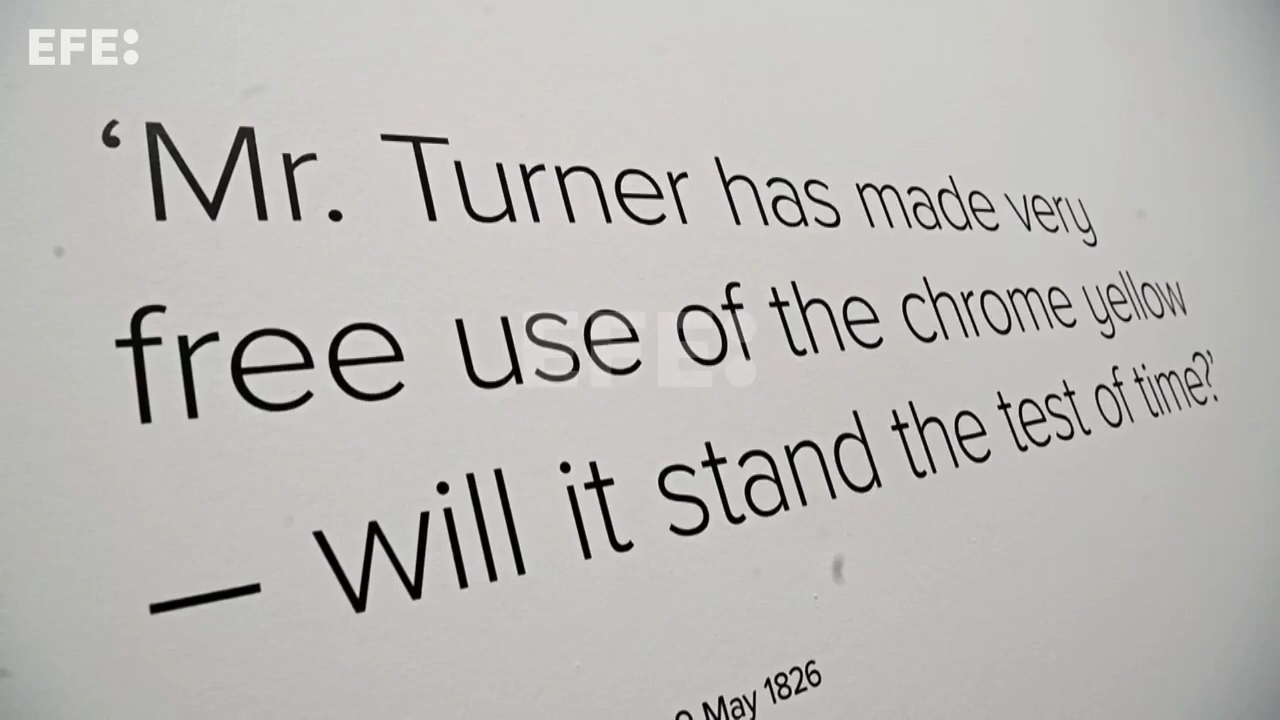 EFE:
‘Mr. Turner has made very
free use of the chrome yellow
— will it stand the test of time?’
EFE:
May 1826